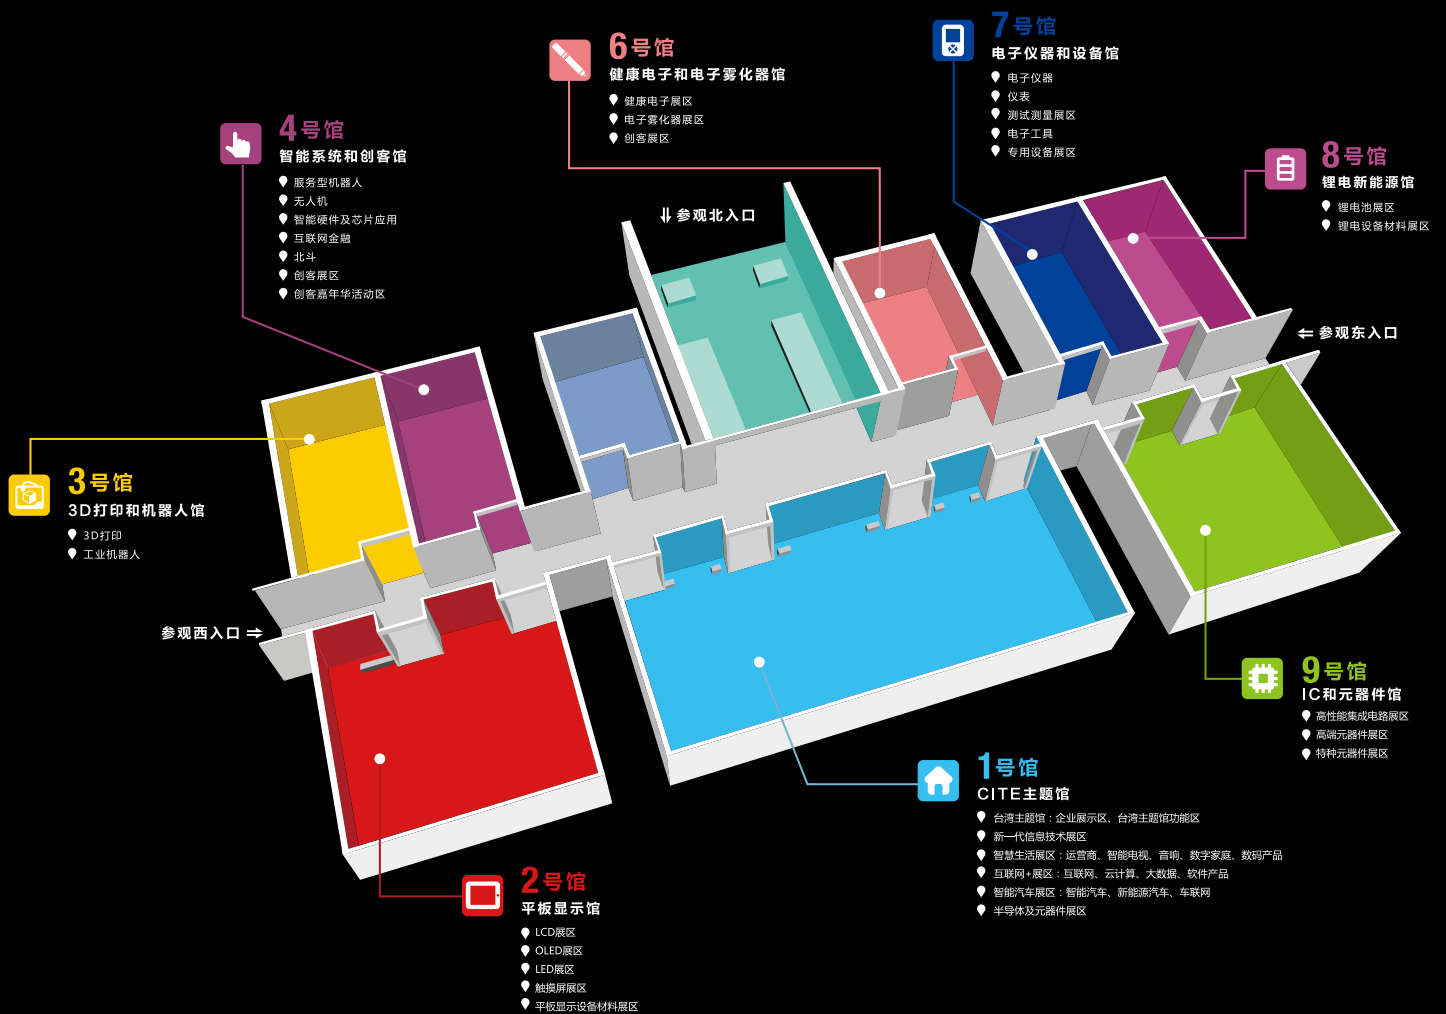 7号馆
电子仪器和设备馆
电子仪器
仪表
测试测量展区
电子工具
专用设备展区
6号馆
健康电子和电子雾化器馆
健康电子展区
电子雾化器展区
创客展区
4号馆
智能系统和创客馆
服务型机器人
无人机
智能硬件及芯片应用
互联网金融
北斗
创客展区
创客嘉年华活动区
8号馆
锂电新能源馆
锂电池展区
锂电设备材料展区
参观北入口
参观东入口
3号馆
3D打印和机器人馆
3D打印
工业机器人
参观西入口
9号馆
IC和元器件馆
高性能集成电路展区
高端元器件展区
特种元器件展区
1号馆
CITE主题馆
台湾主题馆：企业展示区、台湾主题馆功能区
新一代信息技术展区
智慧生活展区：运营商、智能电视、音响、数字家庭、数码产品
互联网+展区：互联网、云计算、大数据、软件产品
智能汽车展区：智能汽车、新能源汽车、车联网
半导体及元器件展区
2号馆
平板显示馆
LCD展区
OLED展区
LED展区
触摸屏展区
平板显示设备材料展区